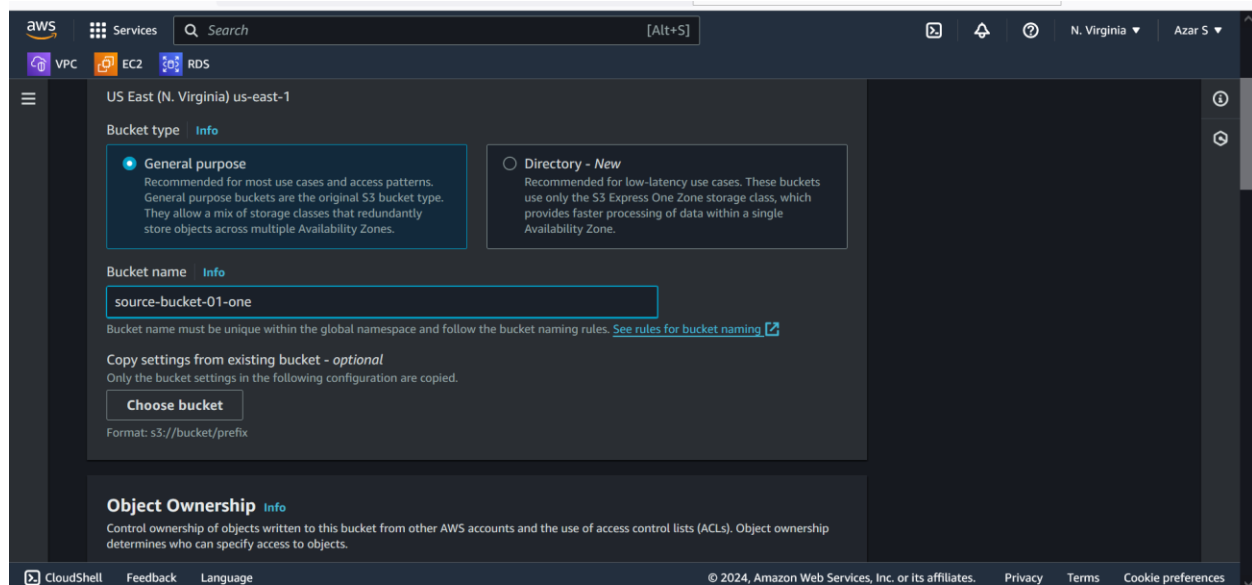 aws
Services
Search
[Alt+S]
N. Virginia
Azar S
VPC
EC2
RDS
US East (N. Virginia) us-east-1
Bucket type
Info
General purpose
Recommended for most use cases and access patterns.
General purpose buckets are the original S3 bucket type.
They allow a mix of storage classes that redundantly
store objects across multiple Availability Zones.
Directory - New
Recommended for low-latency use cases. These buckets
use only the S3 Express One Zone storage class, which
provides faster processing of data within a single
Availability Zone.
Bucket name
Info
source-bucket-01-one
Bucket name must be unique within the global namespace and follow the bucket naming rules. See rules for bucket naming
Copy settings from existing bucket - optional
Only the bucket settings in the following configuration are copied.
Choose bucket
Format: s3://bucket/prefix
Object Ownership Info
Control ownership of objects written to this bucket from other AWS accounts and the use of access control lists (ACLs). Object ownership
determines who can specify access to objects.
CloudShell
Feedback
Language
© 2024, Amazon Web Services, Inc. or its affiliates.
Privacy
Terms
Cookie preferences